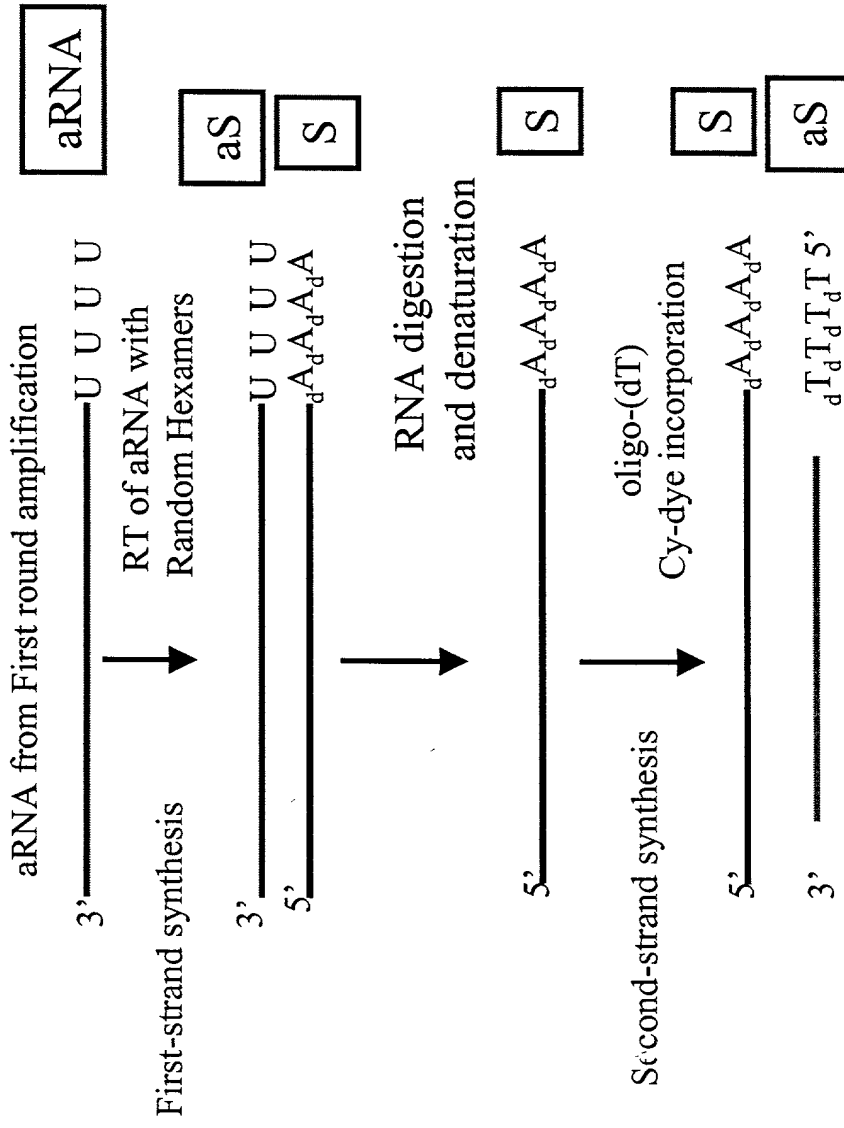 aRNA from First round amplification
3’ U U U U
aRNA
First-strand synthesis
RT of aRNA with
Random Hexamers
3’ U U U U
aS
5’ dAdAdAdA
S
RNA digestion
and denaturation
5’ dAdAdAdA
S
Second-strand synthesis
oligo-(dT)
Cy-dye incorporation
5’ dAdAdAdA
S
3’ dTdTdTdT 5’
aS